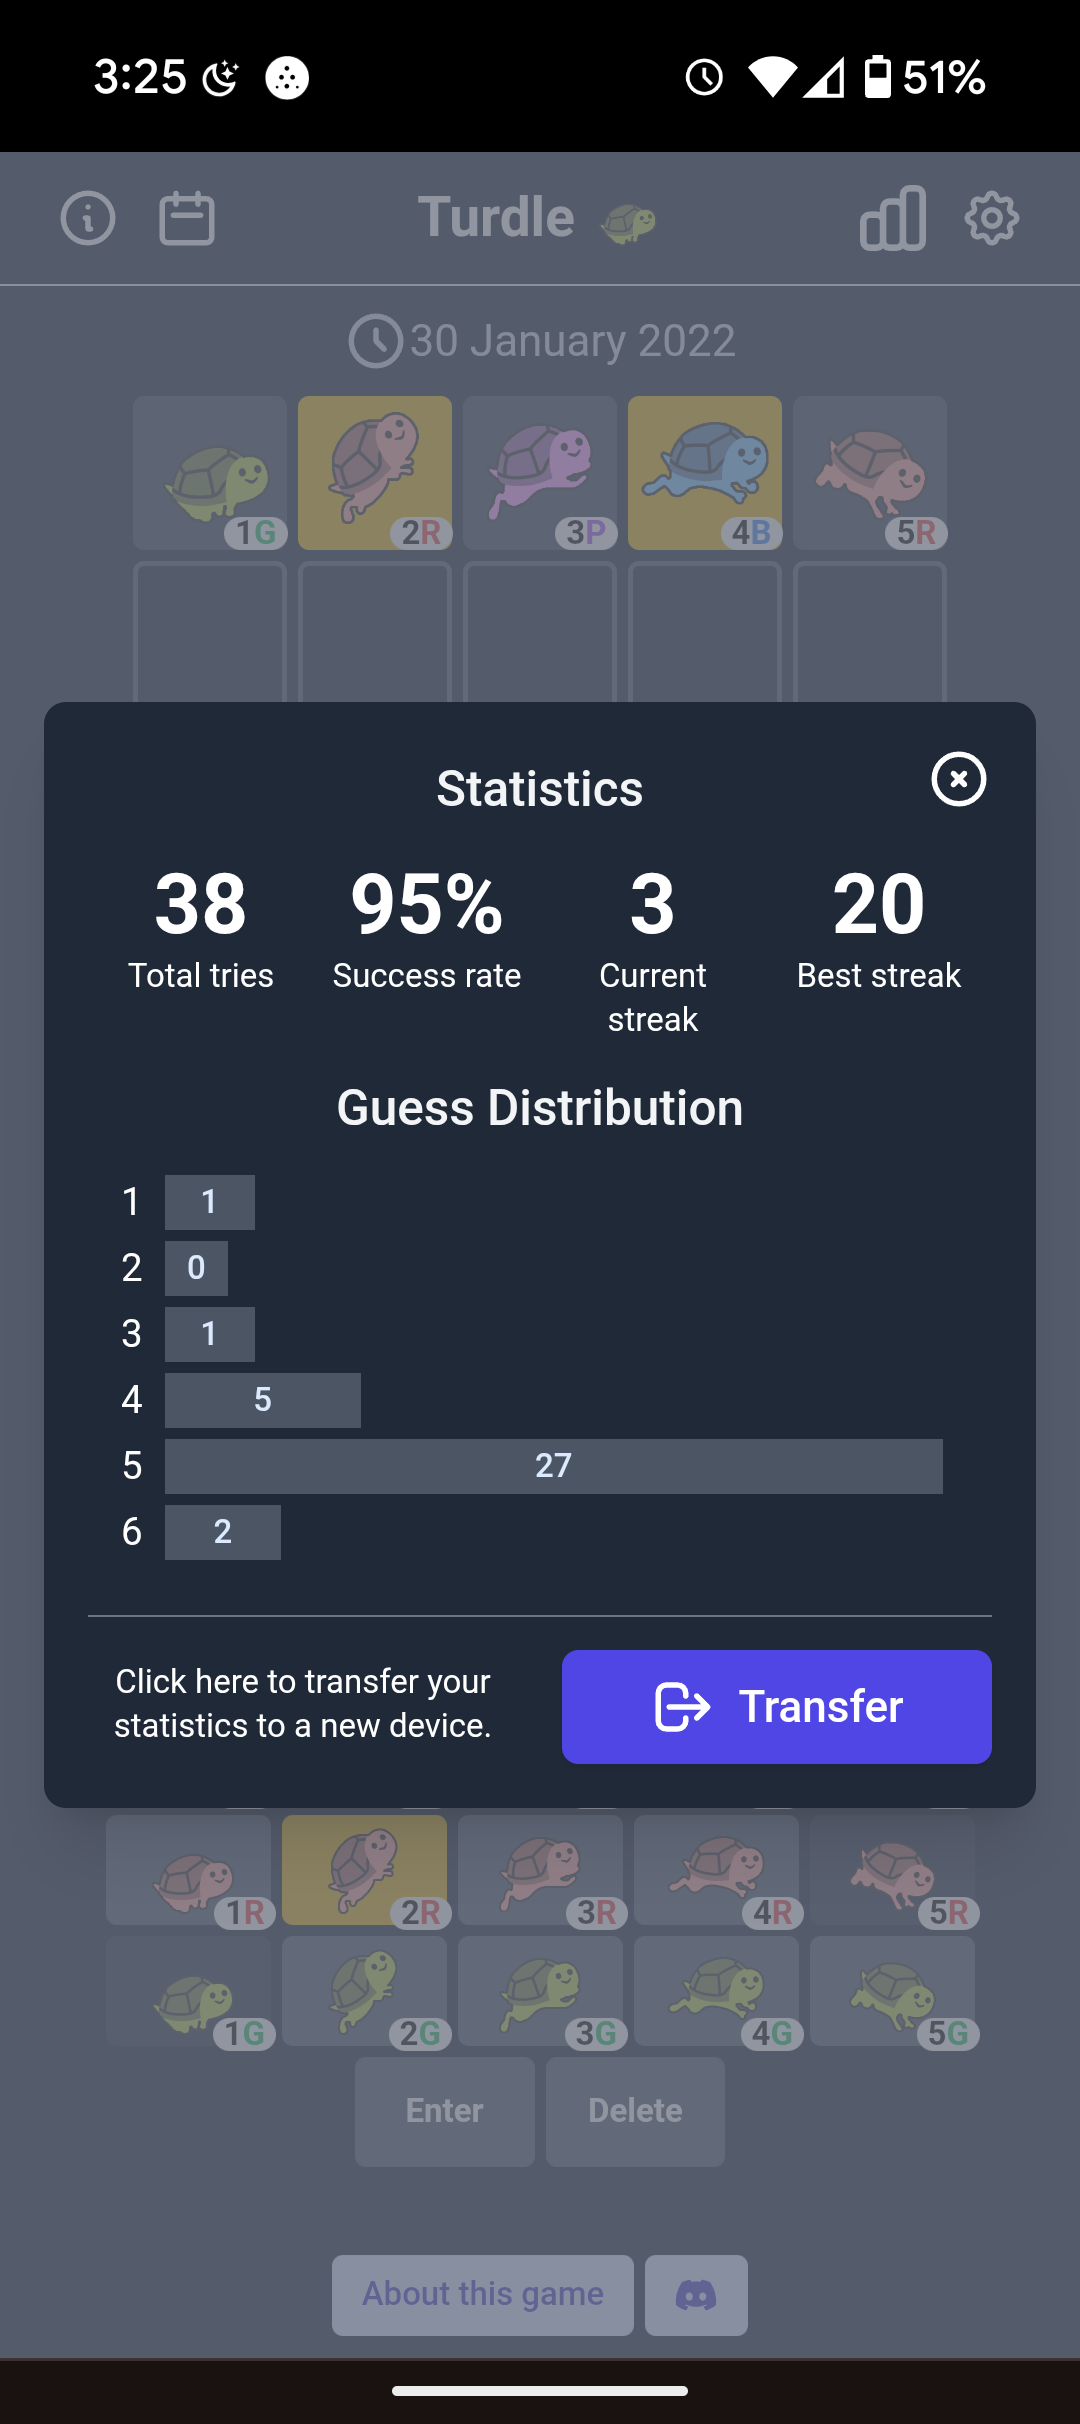 3:25 51%
Turdle
30 January 2022
1G 2R 3P 4B 5R
Statistics
38 95% 3 20
Total tries Success rate Current streak Best streak
Guess Distribution
1 1
2 0
3 1
4 5
5 27
6 2
Click here to transfer your
statistics to a new device.
Transfer
1R 2R 3R 4R 5R
1G 2G 3G 4G 5G
Enter Delete
About this game